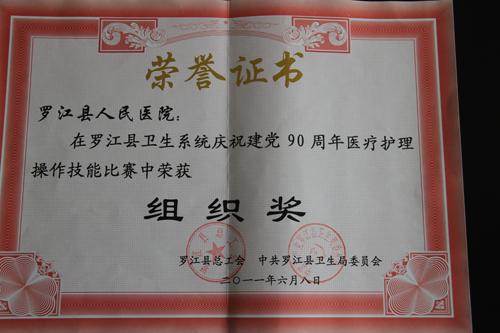 荣誉证书
罗江县人民医院：
在罗江县卫生系统庆祝建党90周年医疗护理
操作技能比赛中荣获
组织奖
罗江县总工会 中共罗江县卫生局委员会
二〇一一年六月八日